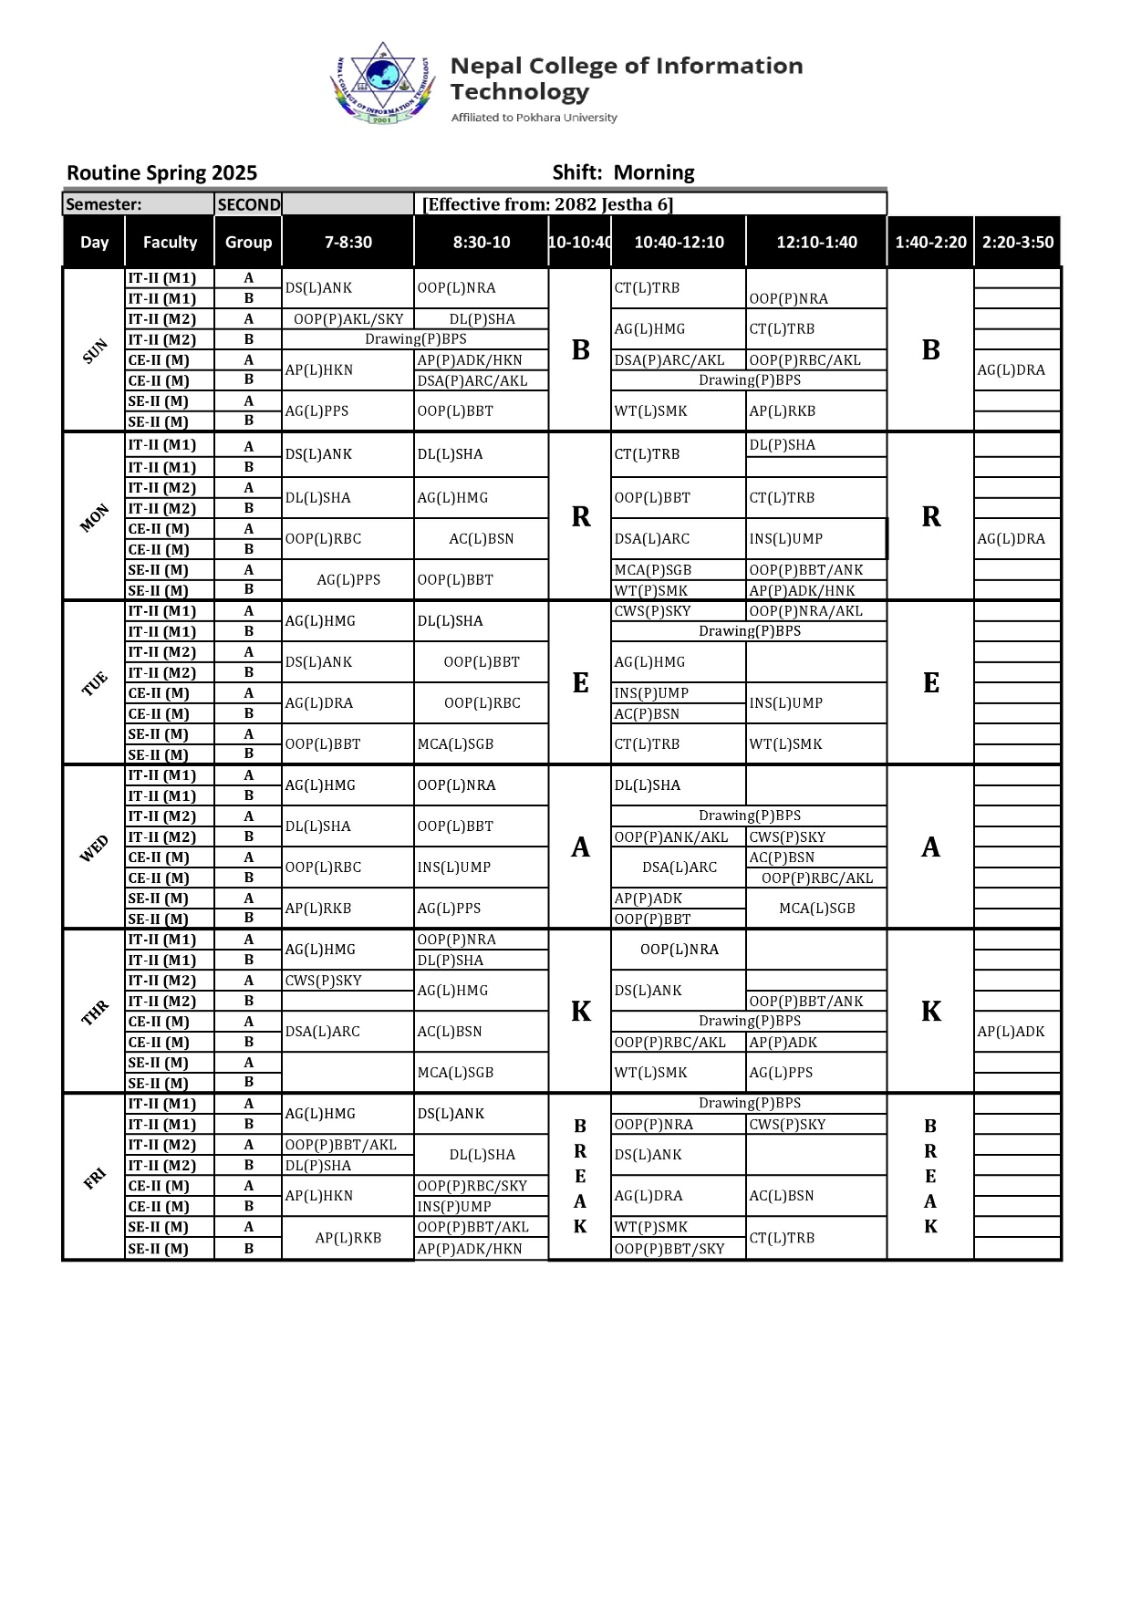 NEPAL COLLEGE OF INFORMATION TECHNOLOGY
2001
Nepal College of Information
Technology
Affiliated to Pokhara University
Routine Spring 2025 Shift: Morning
Semester: SECOND [Effective from: 2082 Jestha 6]
Day Faculty Group 7-8:30 8:30-10 10-10:40 10:40-12:10 12:10-1:40 1:40-2:20 2:20-3:50
SUN
IT-II (M1) A DS(L)ANK OOP(L)NRA CT(L)TRB
IT-II (M1) B OOP(P)NRA
IT-II (M2) A OOP(P)AKL/SKY DL(P)SHA AG(L)HMG CT(L)TRB
IT-II (M2) B Drawing(P)BPS
B B
CE-II (M) A AP(L)HKN AP(P)ADK/HKN DSA(P)ARC/AKL OOP(P)RBC/AKL AG(L)DRA
CE-II (M) B DSA(P)ARC/AKL Drawing(P)BPS
SE-II (M) A AG(L)PPS OOP(L)BBT WT(L)SMK AP(L)RKB
SE-II (M) B
MON
IT-II (M1) A DS(L)ANK DL(L)SHA CT(L)TRB DL(P)SHA
IT-II (M1) B
IT-II (M2) A DL(L)SHA AG(L)HMG OOP(L)BBT CT(L)TRB
IT-II (M2) B
R R
CE-II (M) A OOP(L)RBC AC(L)BSN DSA(L)ARC INS(L)UMP AG(L)DRA
CE-II (M) B
SE-II (M) A AG(L)PPS OOP(L)BBT MCA(P)SGB OOP(P)BBT/ANK
SE-II (M) B WT(P)SMK AP(P)ADK/HNK
TUE
IT-II (M1) A AG(L)HMG DL(L)SHA CWS(P)SKY OOP(P)NRA/AKL
IT-II (M1) B Drawing(P)BPS
IT-II (M2) A DS(L)ANK OOP(L)BBT AG(L)HMG
IT-II (M2) B
E E
CE-II (M) A AG(L)DRA OOP(L)RBC INS(P)UMP INS(L)UMP
CE-II (M) B AC(P)BSN
SE-II (M) A OOP(L)BBT MCA(L)SGB CT(L)TRB WT(L)SMK
SE-II (M) B
WED
IT-II (M1) A AG(L)HMG OOP(L)NRA DL(L)SHA
IT-II (M1) B
IT-II (M2) A DL(L)SHA OOP(L)BBT Drawing(P)BPS
IT-II (M2) B OOP(P)ANK/AKL CWS(P)SKY
A A
CE-II (M) A OOP(L)RBC INS(L)UMP DSA(L)ARC AC(P)BSN
CE-II (M) B OOP(P)RBC/AKL
SE-II (M) A AP(L)RKB AG(L)PPS AP(P)ADK MCA(L)SGB
SE-II (M) B OOP(P)BBT
THR
IT-II (M1) A AG(L)HMG OOP(P)NRA OOP(L)NRA
IT-II (M1) B DL(P)SHA
IT-II (M2) A CWS(P)SKY AG(L)HMG DS(L)ANK
IT-II (M2) B OOP(P)BBT/ANK
K K
CE-II (M) A DSA(L)ARC AC(L)BSN Drawing(P)BPS AP(L)ADK
CE-II (M) B OOP(P)RBC/AKL AP(P)ADK
SE-II (M) A MCA(L)SGB WT(L)SMK AG(L)PPS
SE-II (M) B
FRI
IT-II (M1) A AG(L)HMG DS(L)ANK Drawing(P)BPS
IT-II (M1) B OOP(P)NRA CWS(P)SKY
IT-II (M2) A OOP(P)BBT/AKL DL(L)SHA DS(L)ANK
IT-II (M2) B DL(P)SHA
CE-II (M) A AP(L)HKN OOP(P)RBC/SKY AG(L)DRA AC(L)BSN
CE-II (M) B INS(P)UMP
SE-II (M) A AP(L)RKB OOP(P)BBT/AKL WT(P)SMK CT(L)TRB
SE-II (M) B AP(P)ADK/HKN OOP(P)BBT/SKY
B B
R R
E E
A A
K K